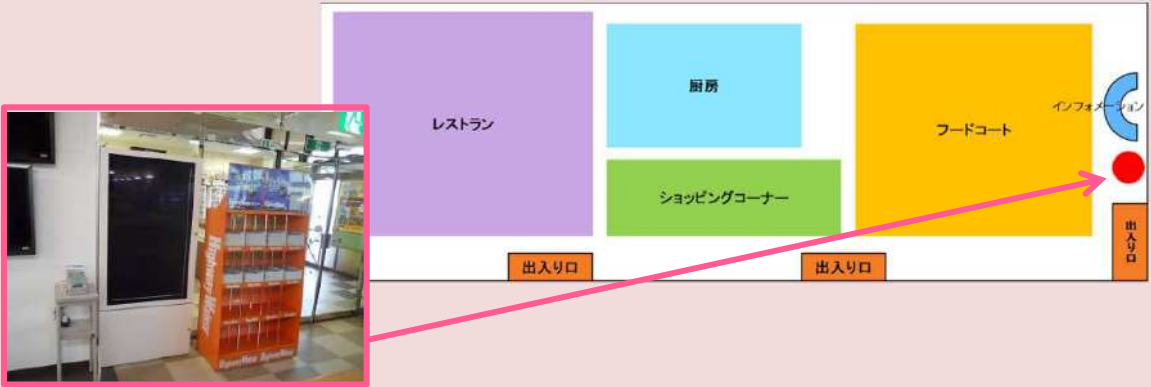 レストラン
厨房
ショッピングコーナー
フードコート
インフォメーション
出入り口
出入り口
出入り口
Highway Walker